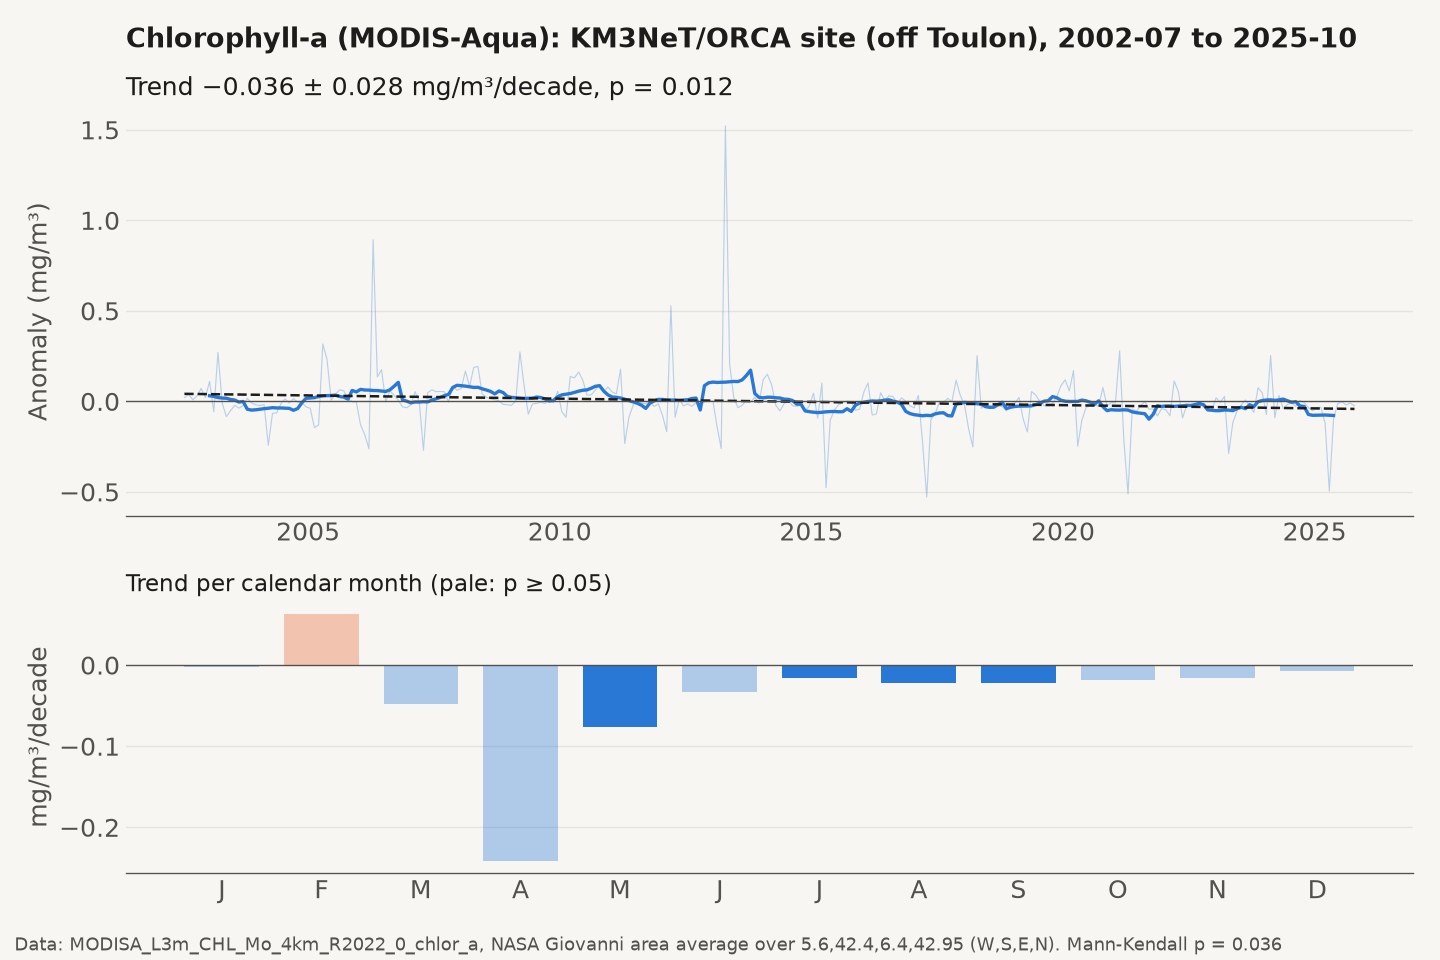 Chlorophyll-a (MODIS-Aqua): KM3NeT/ORCA site (off Toulon), 2002-07 to 2025-10
Trend −0.036 ± 0.028 mg/m³/decade, p = 0.012
Anomaly (mg/m³)
1.5
1.0
0.5
0.0
−0.5
2005 2010 2015 2020 2025
Trend per calendar month (pale: p ≥ 0.05)
mg/m³/decade
0.0
−0.1
−0.2
J F M A M J J A S O N D
Data: MODISA_L3m_CHL_Mo_4km_R2022_0_chlor_a, NASA Giovanni area average over 5.6,42.4,6.4,42.95 (W,S,E,N). Mann-Kendall p = 0.036